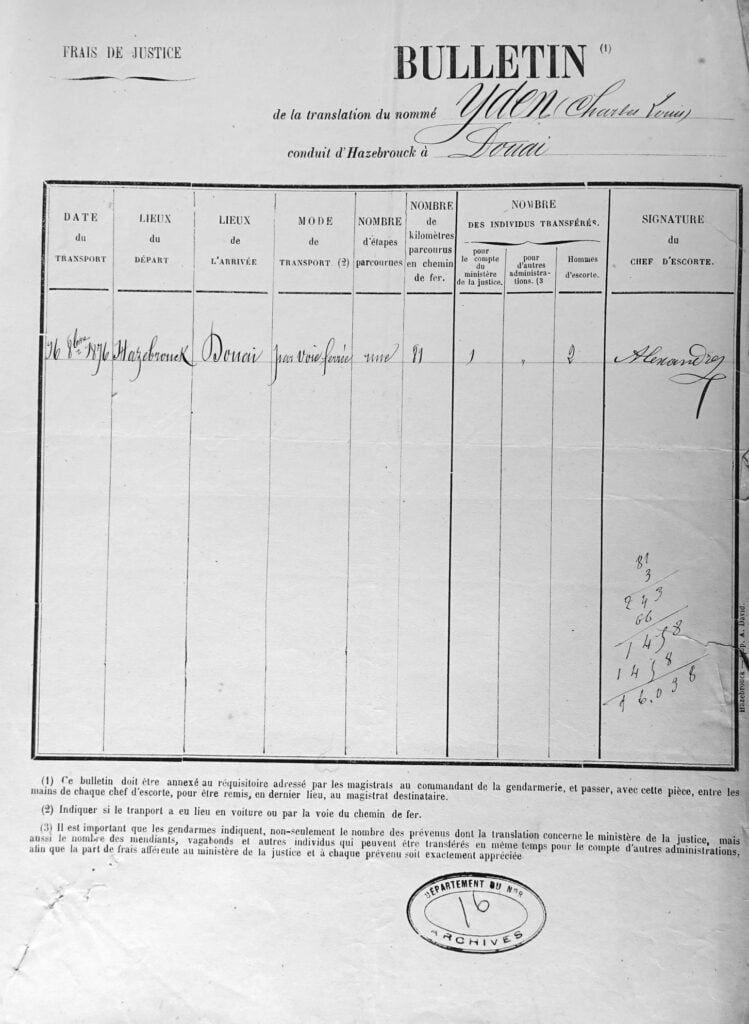 FRAIS DE JUSTICE
BULLETIN (1)
de la translation du nommé Yden (Charles Louis)
conduit d'Hazebrouck à Douai
DATE du TRANSPORT
LIEUX du DÉPART
LIEUX de L'ARRIVÉE
MODE de TRANSPORT (2)
NOMBRE d'étapes parcourues
NOMBRE de kilomètres parcourus en chemin de fer.
NOMBRE DES INDIVIDUS TRANSFÉRÉS.
pour le compte du ministère de la justice.
pour d'autres administra-tions. (3
Hommes d'escorte.
SIGNATURE du CHEF D'ESCORTE.
8bre 1876 Hazebrouck Douai par voie ferrée une 81 1 „ 2 Alexandre
81
3
243
66
1458
1458
16.038
Hazebrouck — A. David.
(1) Ce bulletin doit être annexé au réquisitoire adressé par les magistrats au commandant de la gendarmerie, et passer, avec cette pièce, entre les
mains de chaque chef d'escorte, pour être remis, en dernier lieu, au magistrat destinataire.
(2) Indiquer si le tranport a eu lieu en voiture ou par la voie du chemin de fer.
(3) Il est important que les gendarmes indiquent, non-seulement le nombre des prévenus dont la translation concerne le ministère de la justice, mais
aussi le nombre des mendiants, vagabonds et autres individus qui peuvent être transférés en même temps pour le compte d'autres administrations,
afin que la part de frais afférente au ministère de la justice et à chaque prévenu soit exactement appréciée
DÉPARTEMENT DU NOR
16
ARCHIVES